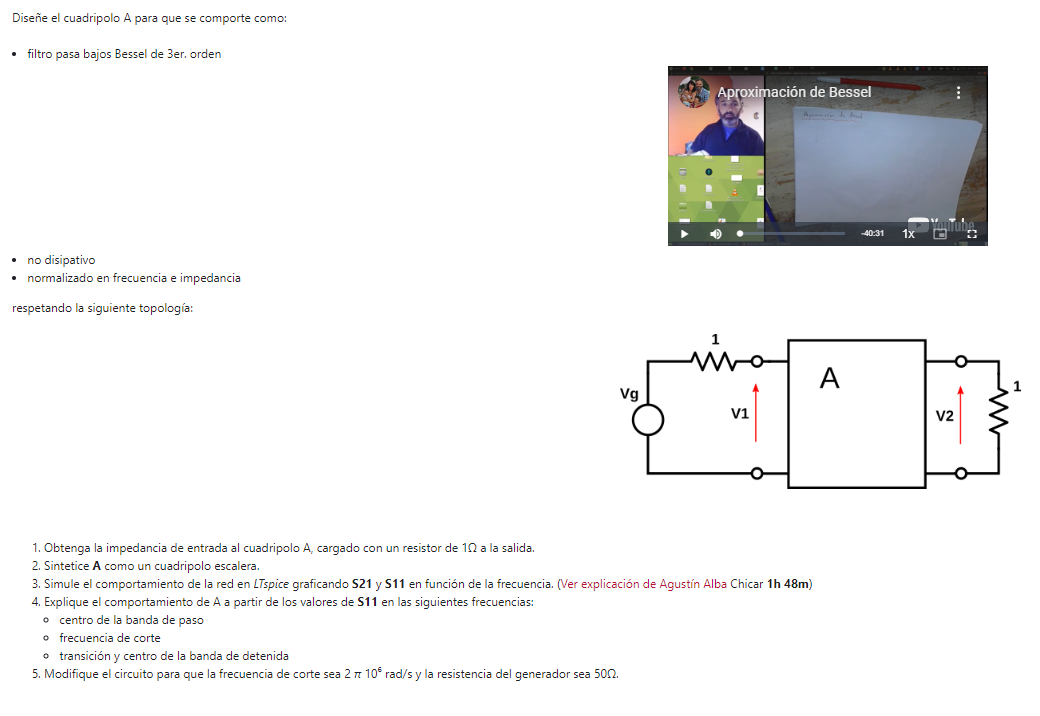 Diseñe el cuadripolo A para que se comporte como:
filtro pasa bajos Bessel de 3er. orden
Aproximación de Bessel
-40:31
1x
YouTube
no disipativo
normalizado en frecuencia e impedancia
respetando la siguiente topología:
1
A
Vg
V1
V2
1
1. Obtenga la impedancia de entrada al cuadripolo A, cargado con un resistor de 1Ω a la salida.
2. Sintetice A como un cuadripolo escalera.
3. Simule el comportamiento de la red en LTspice graficando S21 y S11 en función de la frecuencia. (Ver explicación de Agustín Alba Chicar 1h 48m)
4. Explique el comportamiento de A a partir de los valores de S11 en las siguientes frecuencias:
centro de la banda de paso
frecuencia de corte
transición y centro de la banda de detenida
5. Modifique el circuito para que la frecuencia de corte sea 2 π 10⁶ rad/s y la resistencia del generador sea 50Ω.